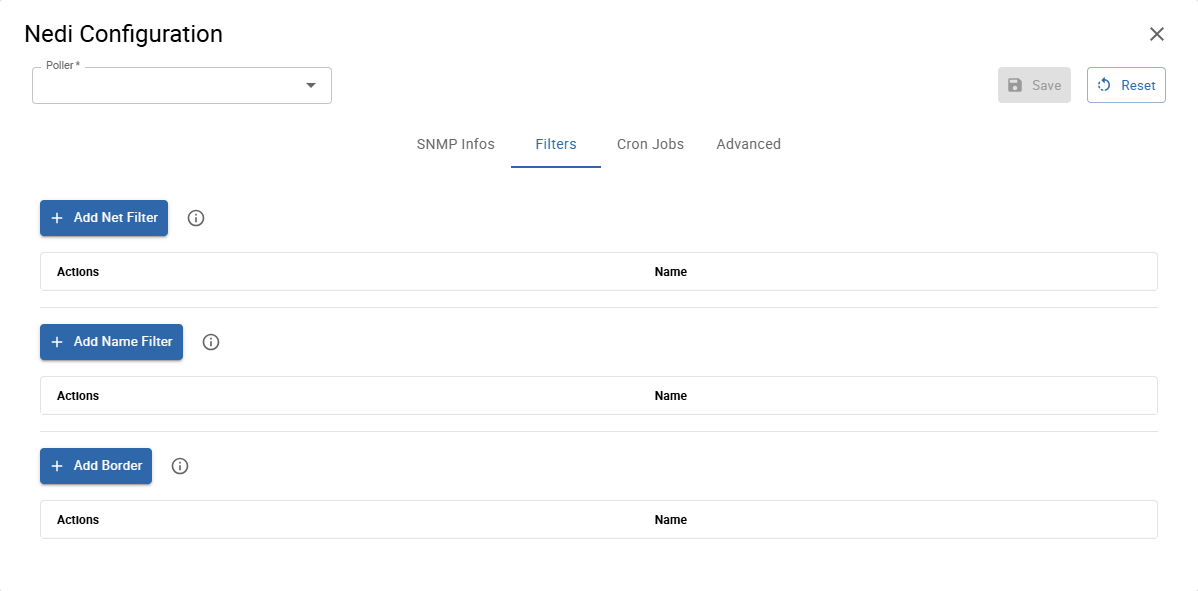 Nedi Configuration
Poller *
Save
Reset
SNMP Infos
Filters
Cron Jobs
Advanced
Add Net Filter
Actions
Name
Add Name Filter
Actions
Name
Add Border
Actions
Name